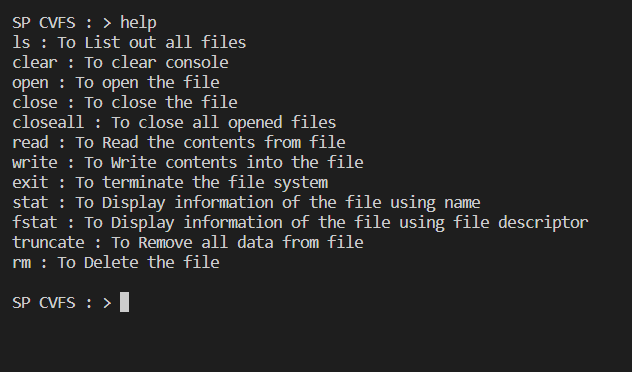 SP CVFS : > help
ls : To List out all files
clear : To clear console
open : To open the file
close : To close the file
closeall : To close all opened files
read : To Read the contents from file
write : To Write contents into the file
exit : To terminate the file system
stat : To Display information of the file using name
fstat : To Display information of the file using file descriptor
truncate : To Remove all data from file
rm : To Delete the file
SP CVFS : >